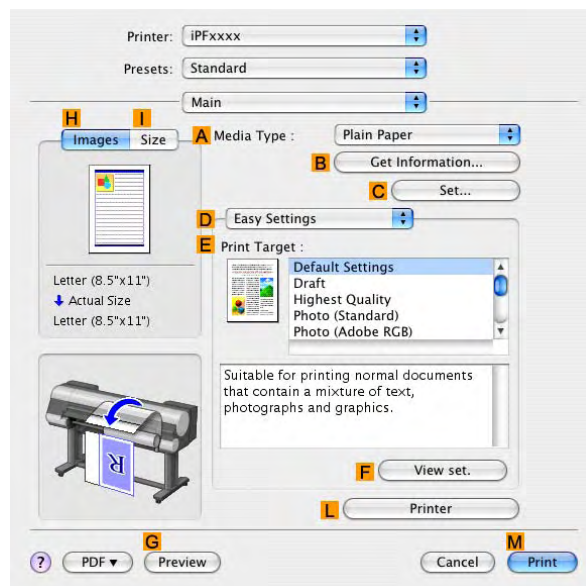 Printer: iPFxxxx
Presets: Standard
Main
H I
Images Size
A Media Type : Plain Paper
B Get Information...
C Set...
D Easy Settings
E Print Target :
Default Settings
Draft
Highest Quality
Photo (Standard)
Photo (Adobe RGB)
Letter (8.5"x11")
Actual Size
Letter (8.5"x11")
Suitable for printing normal documents
that contain a mixture of text,
photographs and graphics.
R
F View set.
L Printer
G M
? PDF Preview Cancel Print